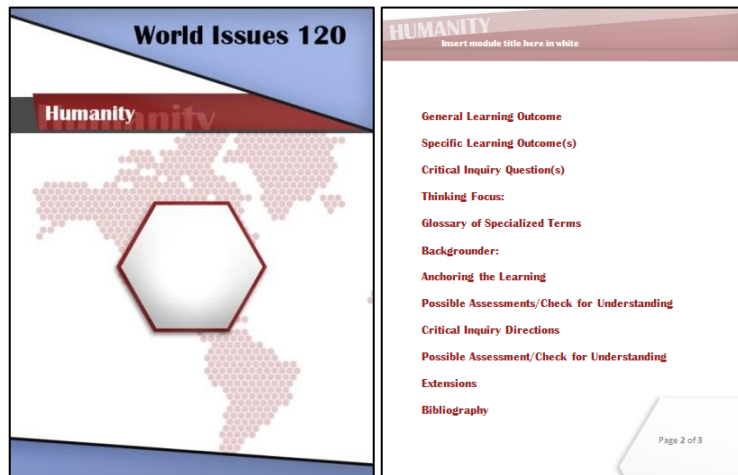 World Issues 120
Humanity
Humanity
HUMANITY
Insert module title here in white
General Learning Outcome
Specific Learning Outcome(s)
Critical Inquiry Question(s)
Thinking Focus:
Glossary of Specialized Terms
Backgrounder:
Anchoring the Learning
Possible Assessments/Check for Understanding
Critical Inquiry Directions
Possible Assessment/Check for Understanding
Extensions
Bibliography
Page 2 of 3